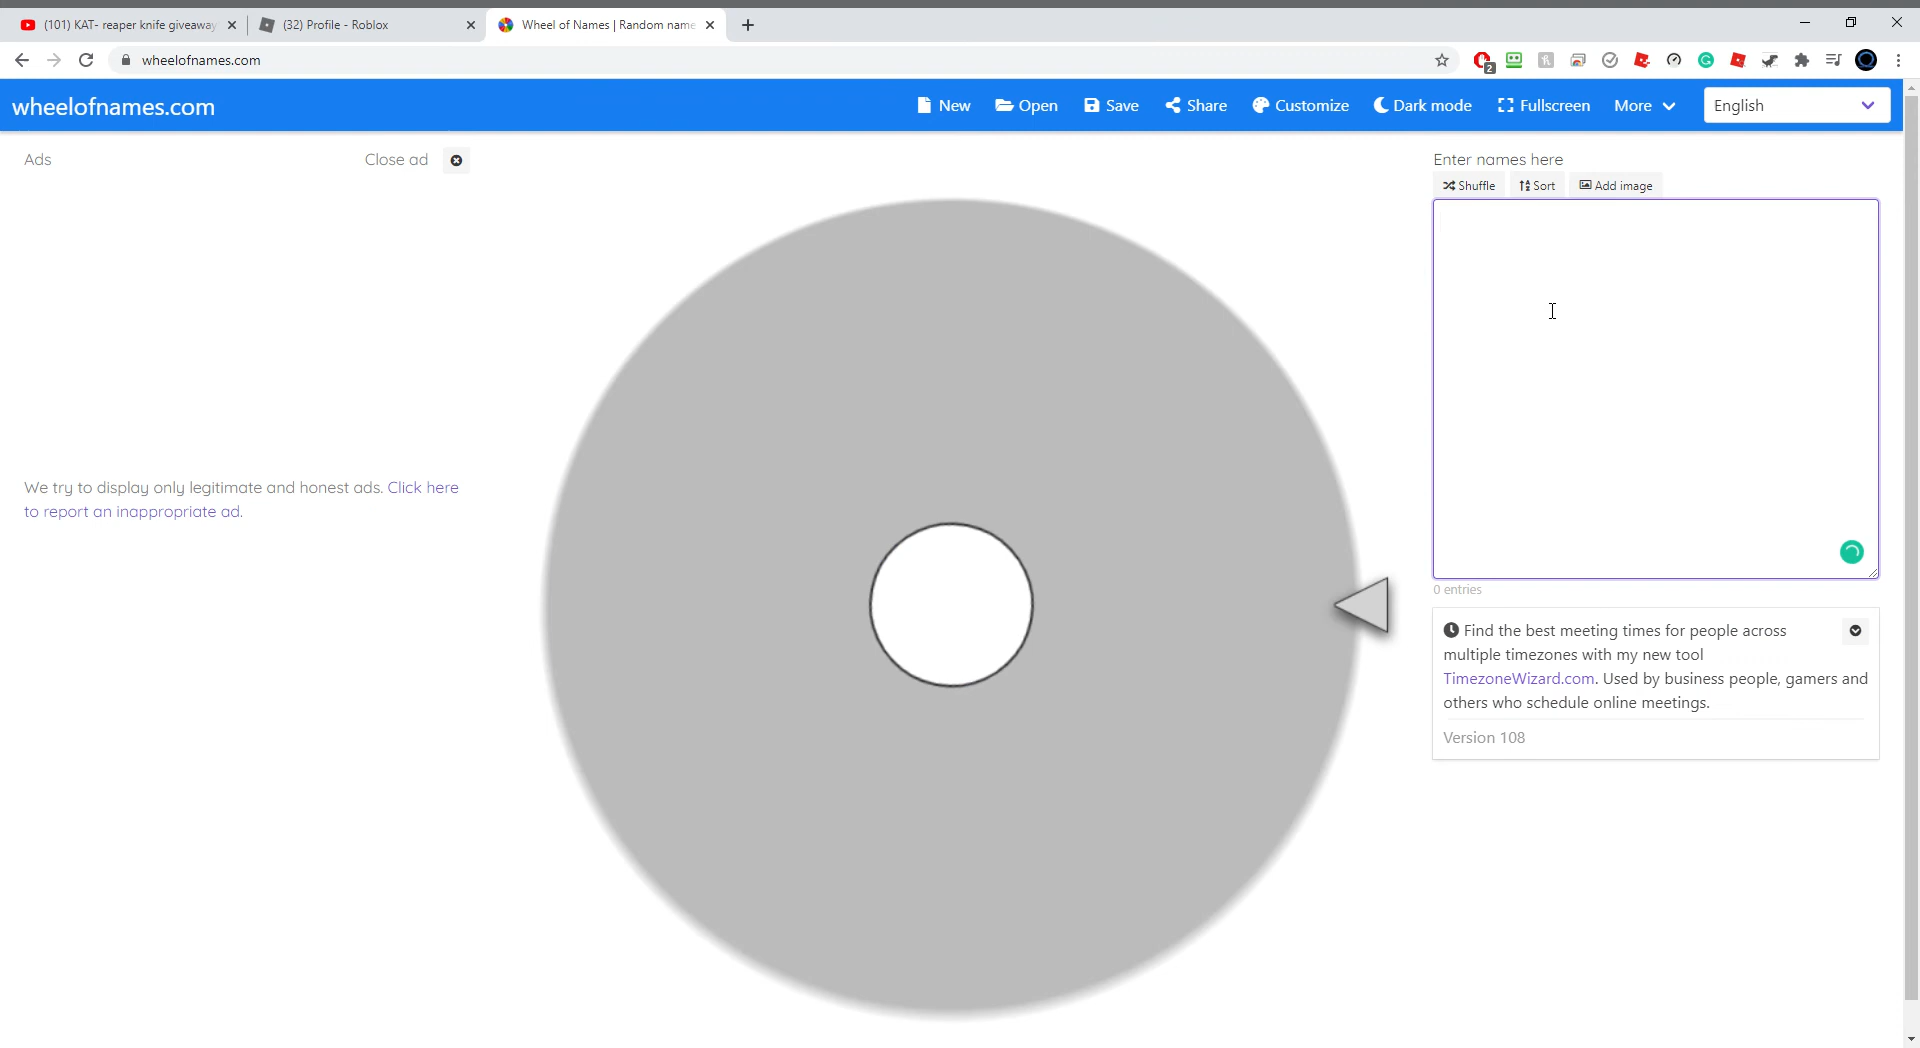 (101) KAT- reaper knife giveaway
(32) Profile - Roblox
Wheel of Names | Random name
wheelofnames.com
2
wheelofnames.com
New
Open
Save
Share
Customize
Dark mode
Fullscreen
More
English
Ads
Close ad
Enter names here
Shuffle
Sort
Add image
We try to display only legitimate and honest ads. Click here
to report an inappropriate ad.
0 entries
Find the best meeting times for people across
multiple timezones with my new tool
TimezoneWizard.com. Used by business people, gamers and
others who schedule online meetings.
Version 108